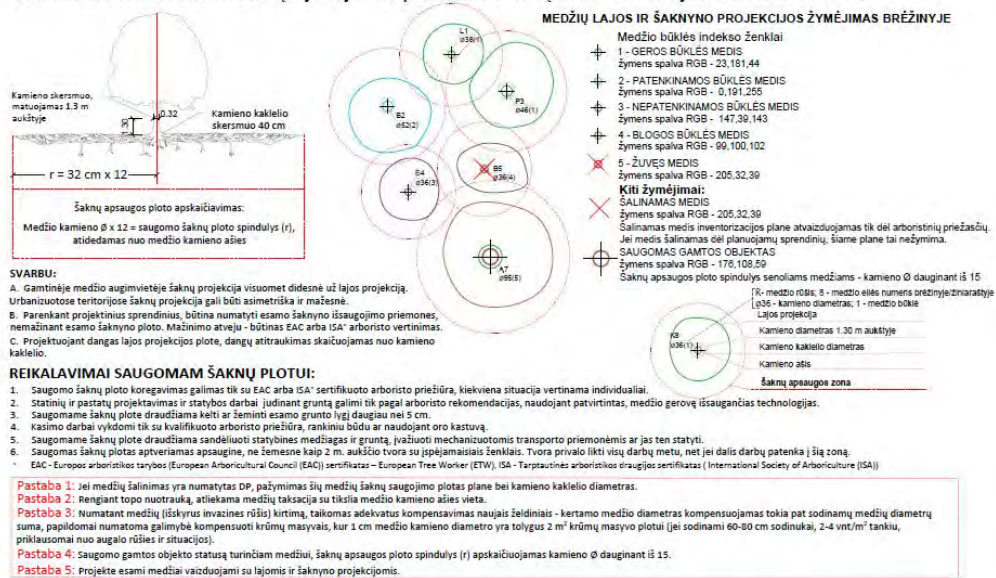 MEDŽIŲ LAJOS IR ŠAKNYNO PROJEKCIJOS ŽYMĖJIMAS BRĖŽINYJE
Kamieno skersmuo,
matuojamas 1.3 m
aukštyje
1.30
0.32
Kamieno kaklelio
skersmuo 40 cm
r = 32 cm x 12
Šaknų apsaugos ploto apskaičiavimas:
Medžio kamieno Ø x 12 = saugomo šaknų ploto spindulys (r),
atidedamas nuo medžio kamieno ašies
L1
ø38(1)
B2
ø52(2)
P3
ø46(1)
E4
ø36(3)
B5
ø36(4)
A7
ø95(5)
Medžio būklės indekso ženklai
1 - GEROS BŪKLĖS MEDIS
žymens spalva RGB - 23,181,44
2 - PATENKINAMOS BŪKLĖS MEDIS
žymens spalva RGB - 0,191,255
3 - NEPATENKINAMOS BŪKLĖS MEDIS
žymens spalva RGB - 147,39,143
4 - BLOGOS BŪKLĖS MEDIS
žymens spalva RGB - 99,100,102
5 - ŽUVĘS MEDIS
žymens spalva RGB - 205,32,39
Kiti žymėjimai:
ŠALINAMAS MEDIS
žymens spalva RGB - 205,32,39
Šalinamas medis inventorizacijos plane atvaizduojamas tik dėl arboristinių priežasčių.
Jei medis šalinamas dėl planuojamų sprendinių, šiame plane tai nežymima.
SAUGOMAS GAMTOS OBJEKTAS
žymens spalva RGB - 176,108,59
Šaknų apsaugos ploto spindulys senoliams medžiams - kamieno Ø dauginant iš 15
R- medžio rūšis; 8 - medžio eilės numeris brėžinyje/žiniaraštyje
ø36 - kamieno diametras; 1 - medžio būklė
Lajos projekcija
Kamieno diametras 1.30 m aukštyje
Kamieno kaklelio diametras
Kamieno ašis
Šaknų apsaugos zona
K8
ø36(1)
SVARBU:
A. Gamtinėje medžio augimvietėje šaknų projekcija visuomet didesnė už lajos projekciją.
Urbanizuotose teritorijose šaknų projekcija gali būti asimetriška ir mažesnė.
B. Parenkant projektinius sprendinius, būtina numatyti esamo šaknyno išsaugojimo priemones,
nemažinant esamo šaknyno ploto. Mažinimo atveju - būtinas EAC arba ISA* arboristo vertinimas.
C. Projektuojant dangas lajos projekcijos plote, dangų atitraukimas skaičuojamas nuo kamieno
kaklelio.
REIKALAVIMAI SAUGOMAM ŠAKNŲ PLOTUI:
1. Saugomo šaknų ploto koregavimas galimas tik su EAC arba ISA* sertifikuoto arboristo priežiūra, kiekviena situacija vertinama individualiai.
2. Statinių ir pastatų projektavimas ir statybos darbai judinant gruntą galimi tik pagal arboristo rekomendacijas, naudojant patvirtintas, medžio gerovę išsaugančias technologijas.
3. Saugomame šaknų plote draudžiama kelti ar žeminti esamo grunto lygį daugiau nei 5 cm.
4. Kasimo darbai vykdomi tik su kvalifikuoto arboristo priežiūra, rankiniu būdu ar naudojant oro kastuvą.
5. Saugomame šaknų plote draudžiama sandėliuoti statybines medžiagas ir gruntą, įvažiuoti mechanizuotomis transporto priemonėmis ar jas ten statyti.
6. Saugomas šaknų plotas aptveriamas apsaugine, ne žemesne kaip 2 m. aukščio tvora su įspėjamaisiais ženklais. Tvora privalo likti visų darbų metu, net jei dalis darbų patenka į šią zoną.
* EAC - Europos arboristikos tarybos (European Arboricultural Council (EAC)) sertifikatas – European Tree Worker (ETW). ISA - Tarptautinės arboristikos draugijos sertifikatas ( International Society of Arboriculture (ISA))
Pastaba 1: Jei medžių šalinimas yra numatytas DP, pažymimas šių medžių šaknų saugojimo plotas plane bei kamieno kaklelio diametras.
Pastaba 2: Rengiant topo nuotrauką, atliekama medžių taksacija su tikslia medžio kamieno ašies vieta.
Pastaba 3: Numatant medžių (išskyrus invazines rūšis) kirtimą, taikomas adekvatus kompensavimas naujais želdiniais - kertamo medžio diametras kompensuojamas tokia pat sodinamų medžių diametrų
suma, papildomai numatoma galimybė kompensuoti krūmų masyvais, kur 1 cm medžio kamieno diametro yra tolygus 2 m² krūmų masyvo plotui (jei sodinami 60-80 cm sodinukai, 2-4 vnt/m² tankiu,
priklausomai nuo augalo rūšies ir situacijos).
Pastaba 4: Saugomo gamtos objekto statusą turinčiam medžiui, šaknų apsaugos ploto spindulys (r) apskaičiuojamas kamieno Ø dauginant iš 15.
Pastaba 5: Projekte esami medžiai vaizduojami su lajomis ir šaknyno projekcijomis.